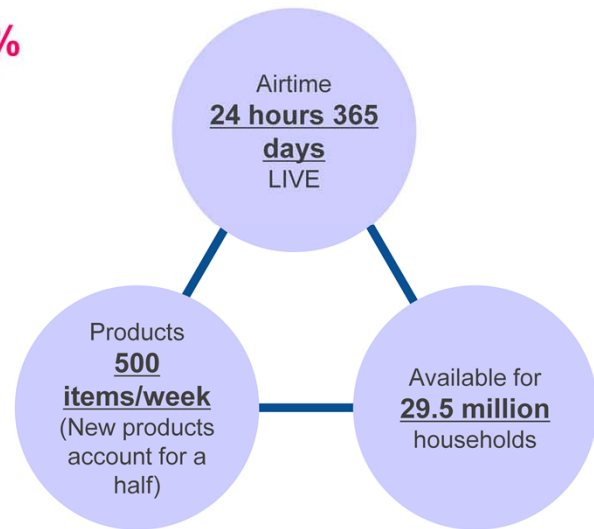 %
Airtime
24 hours 365
days
LIVE
Products
500
items/week
(New products
account for a
half)
Available for
29.5 million
households